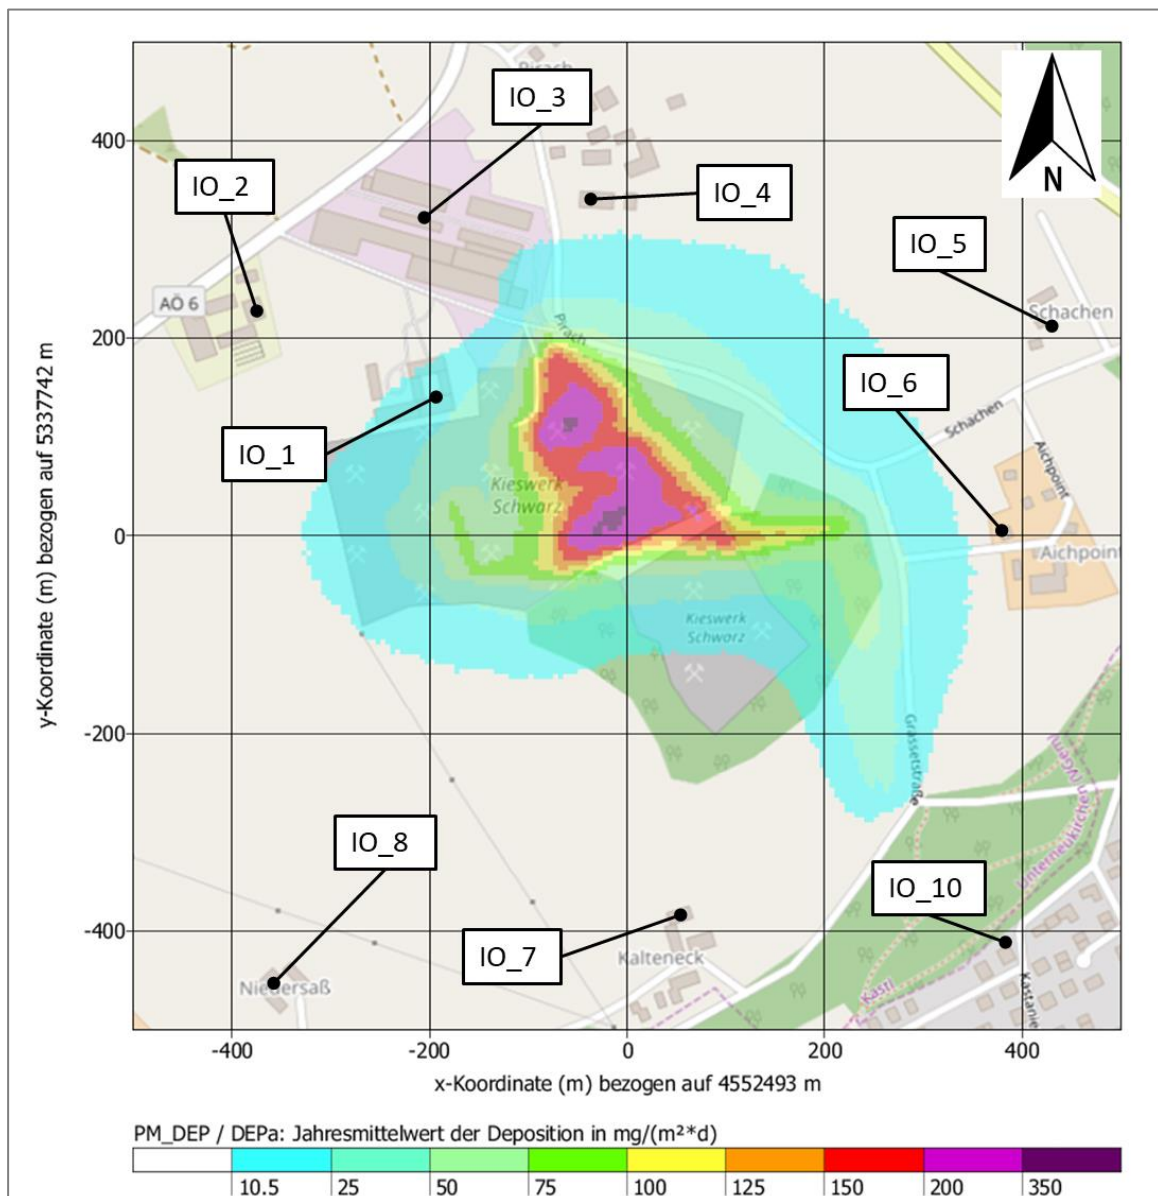 Pirach
IO_3
400
IO_2
IO_4
N
IO_5
AÖ 6
Schachen
200
Pirach
IO_6
Schachen
IO_1
Aichpoint
Kieswerk
Schwarz
0
Aichpoint
Kieswerk
Schwarz
y-Koordinate (m) bezogen auf 5337742 m
-200
Grassetstraße
Unterneukirchen (VGem)
IO_8
IO_10
-400
IO_7
Kalteneck
Niedersaß
Kastl
Kastanie
-400
-200
0
200
400
x-Koordinate (m) bezogen auf 4552493 m
PM_DEP / DEPa: Jahresmittelwert der Deposition in mg/(m²*d)
10.5 25 50 75 100 125 150 200 350